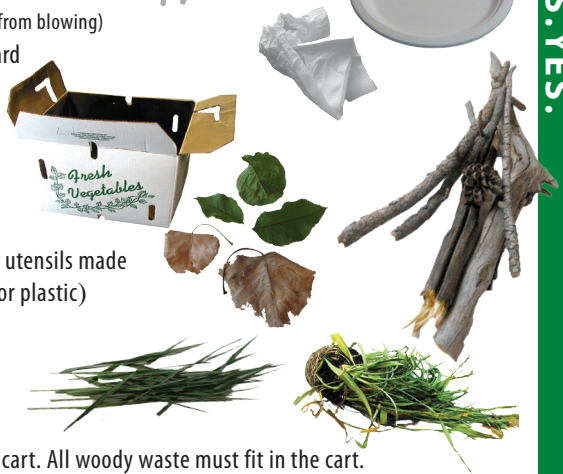 from blowing)
ard
Fresh
Vegetables
utensils made
or plastic)
cart. All woody waste must fit in the cart.
S. YES.